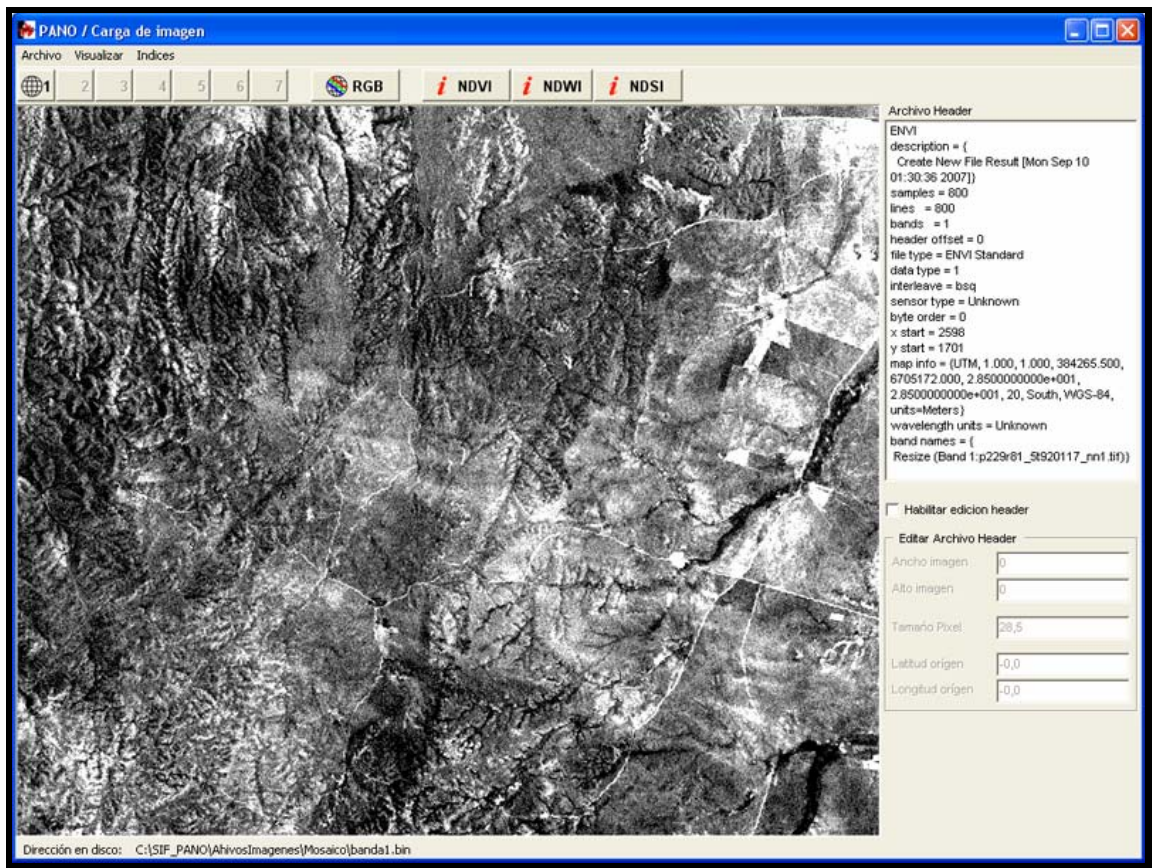 PANO / Carga de imagen
Archivo Visualizar Indices
1 2 3 4 5 6 7 RGB i NDVI i NDWI i NDSI
Archivo Header
ENVI
description = {
Create New File Result [Mon Sep 10
01:30:36 2007]}
samples = 800
lines = 800
bands = 1
header offset = 0
file type = ENVI Standard
data type = 1
interleave = bsq
sensor type = Unknown
byte order = 0
x start = 2598
y start = 1701
map info = {UTM, 1.000, 1.000, 384265.500,
6705172.000, 2.8500000000e+001,
2.8500000000e+001, 20, South, WGS-84,
units=Meters}
wavelength units = Unknown
band names = {
Resize (Band 1:p229r81_5t920117_nn1.tif)}
Habilitar edicion header
Editar Archivo Header
Ancho imagen 0
Alto imagen 0
Tamaño Pixel 28,5
Latitud orígen -0,0
Longitud orígen -0,0
Dirección en disco: C:\SIF_PANO\AhivosImagenes\Mosaico\banda1.bin